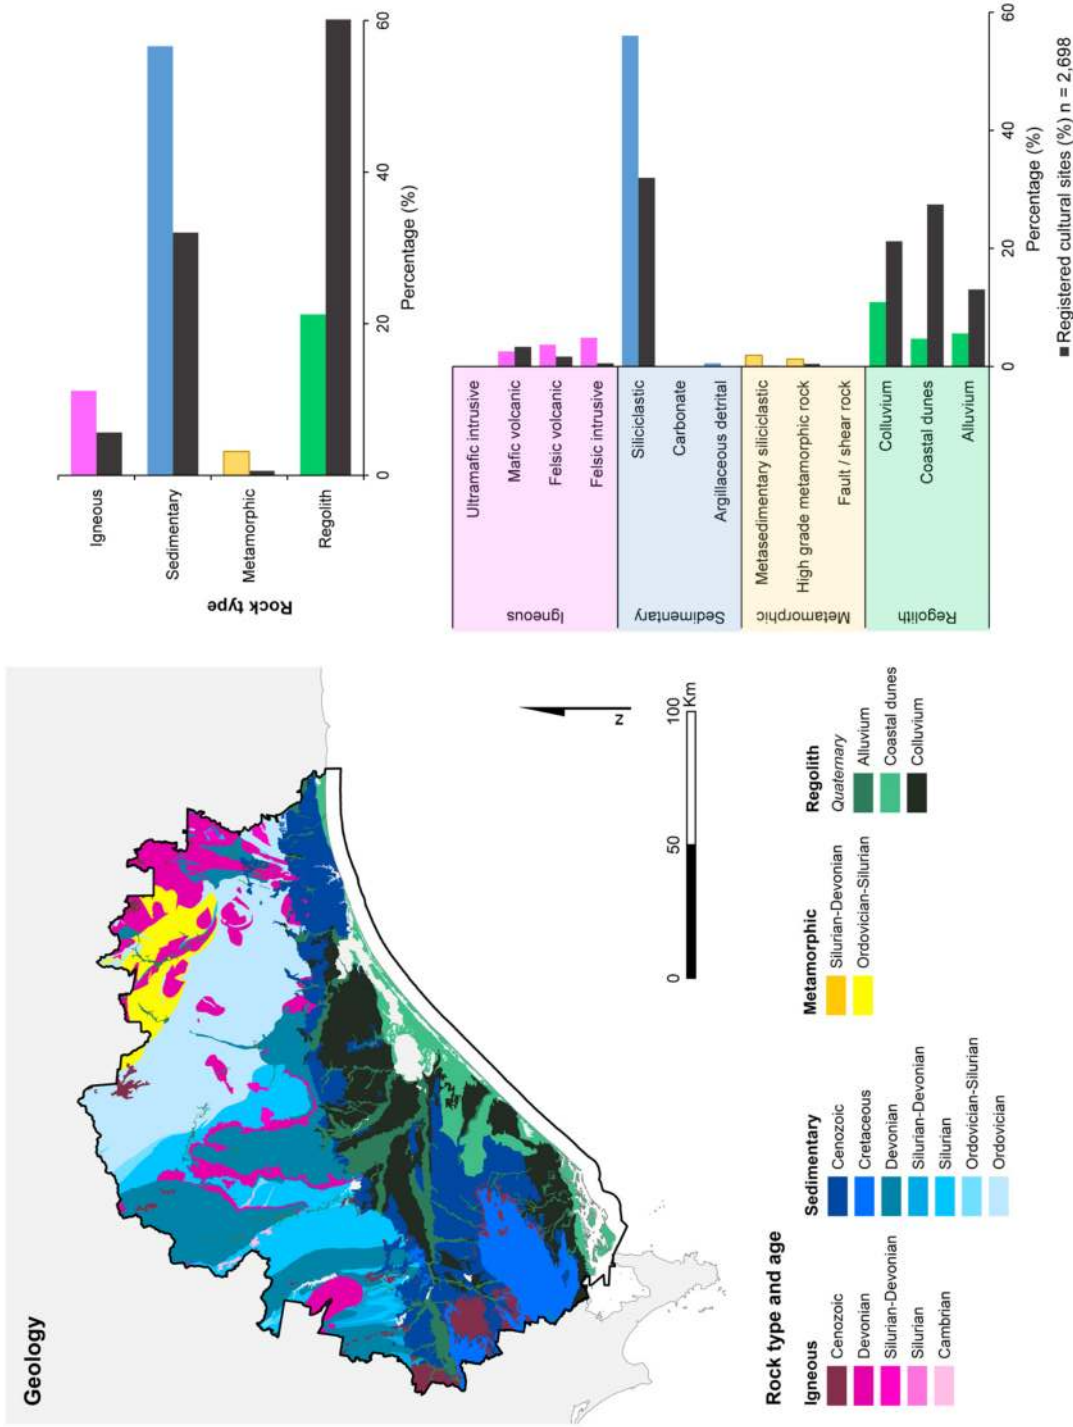 Geology
Rock type and age
Igneous
Cenozoic
Devonian
Silurian-Devonian
Silurian
Cambrian
Sedimentary
Cenozoic
Cretaceous
Devonian
Silurian-Devonian
Silurian
Ordovician-Silurian
Ordovician
Metamorphic
Silurian-Devonian
Ordovician-Silurian
Regolith
Quaternary
Alluvium
Coastal dunes
Colluvium
0 50 100
Km
N
Rock type
Igneous
Sedimentary
Metamorphic
Regolith
0 20 40 60
Percentage (%)
Igneous
Ultramafic intrusive
Mafic volcanic
Felsic volcanic
Felsic intrusive
Sedimentary
Siliciclastic
Carbonate
Argillaceous detrital
Metamorphic
Metasedimentary siliciclastic
High grade metamorphic rock
Fault / shear rock
Regolith
Colluvium
Coastal dunes
Alluvium
0 20 40 60
Percentage (%)
Registered cultural sites (%) n = 2,698